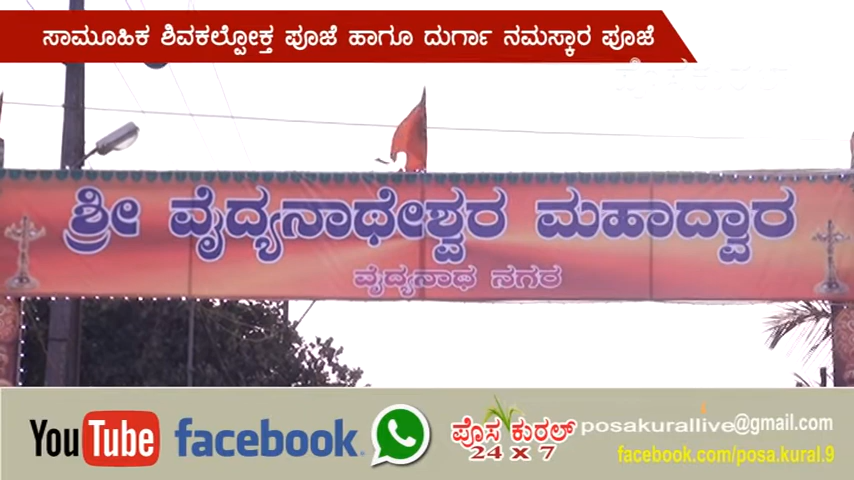 ಸಾಮೂಹಿಕ ಶಿವಕಲ್ಪೋಕ್ತ ಪೂಜೆ ಹಾಗೂ ದುರ್ಗಾ ನಮಸ್ಕಾರ ಪೂಜೆ
ಶ್ರೀ ವೈದ್ಯನಾಥೇಶ್ವರ ಮಹಾದ್ವಾರ
ವೈದ್ಯನಾಥ ನಗರ
YouTube facebook ಪೊಸ ಕುರಲ್ posakurallive@gmail.com
24 x 7 facebook.com/posa.kural.9